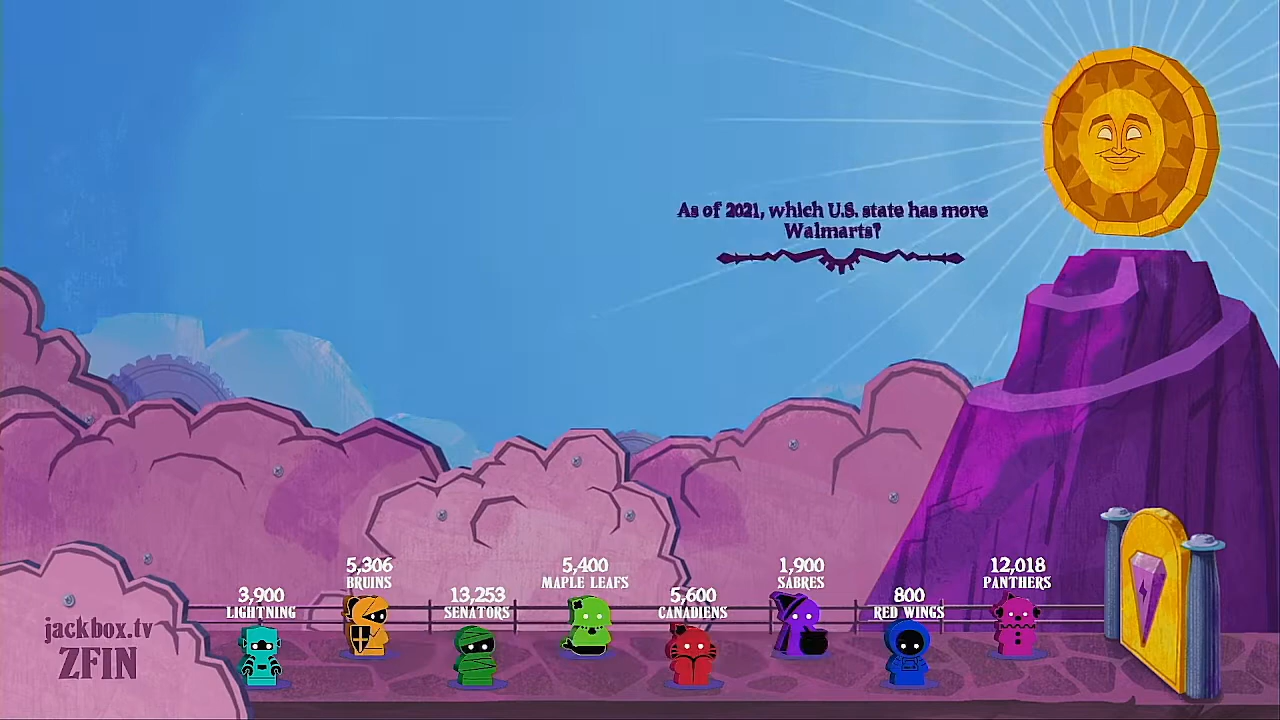 As of 2021, which U.S. state has more
Walmarts?
3,900
LIGHTNING
5,306
BRUINS
13,253
SENATORS
5,400
MAPLE LEAFS
5,600
CANADIENS
1,900
SABRES
800
RED WINGS
12,018
PANTHERS
jackbox.tv
ZFIN